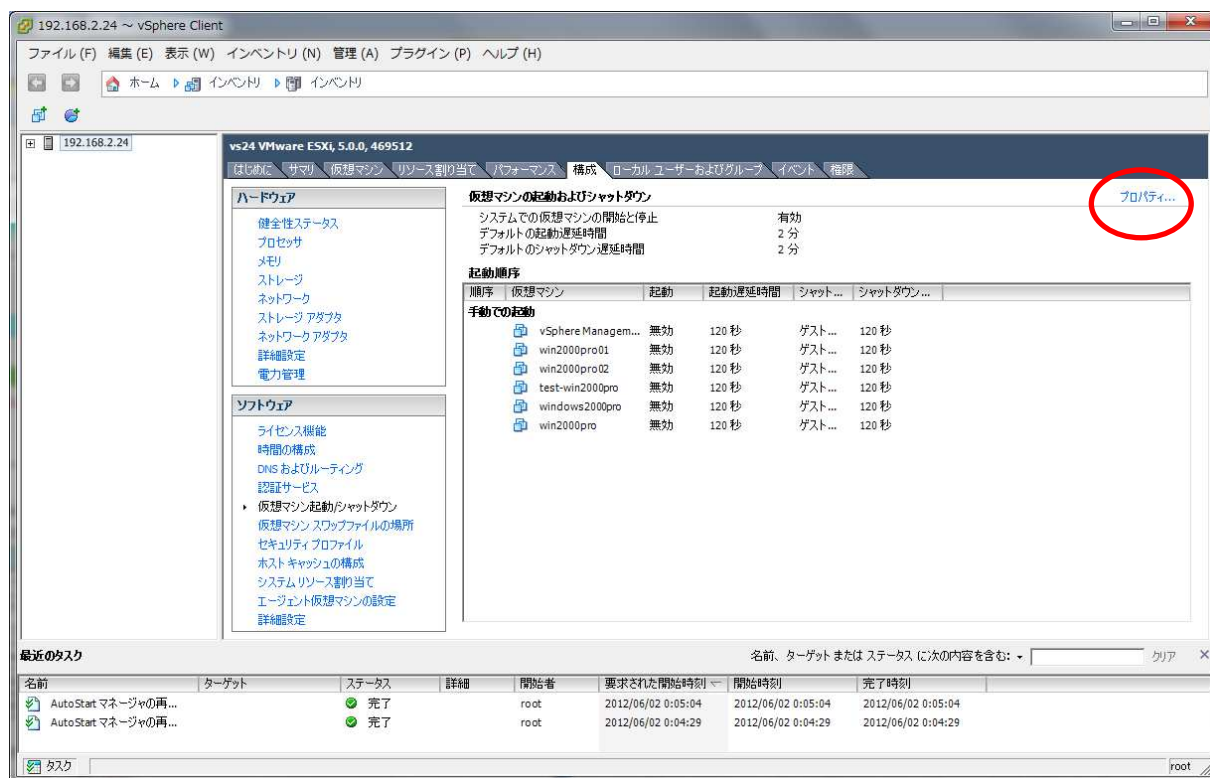 192.168.2.24 ～ vSphere Client
ファイル (F) 編集 (E) 表示 (W) インベントリ (N) 管理 (A) プラグイン (P) ヘルプ (H)
ホーム インベントリ インベントリ
192.168.2.24
vs24 VMware ESXi, 5.0.0, 469512
はじめに サマリ 仮想マシン リソース割り当て パフォーマンス 構成 ローカル ユーザーおよびグループ イベント 権限
ハードウェア
健全性ステータス
プロセッサ
メモリ
ストレージ
ネットワーク
ストレージ アダプタ
ネットワーク アダプタ
詳細設定
電力管理
ソフトウェア
ライセンス機能
時間の構成
DNS およびルーティング
認証サービス
仮想マシン起動/シャットダウン
仮想マシン スワップファイルの場所
セキュリティ プロファイル
ホスト キャッシュの構成
システム リソース割り当て
エージェント仮想マシンの設定
詳細設定
仮想マシンの起動およびシャットダウン プロパティ...
システムでの仮想マシンの開始と停止 有効
デフォルトの起動遅延時間 2 分
デフォルトのシャットダウン遅延時間 2 分
起動順序
順序 仮想マシン 起動 起動遅延時間 シャット... シャットダウン...
手動での起動
vSphere Managem... 無効 120 秒 ゲスト... 120 秒
win2000pro01 無効 120 秒 ゲスト... 120 秒
win2000pro02 無効 120 秒 ゲスト... 120 秒
test-win2000pro 無効 120 秒 ゲスト... 120 秒
windows2000pro 無効 120 秒 ゲスト... 120 秒
win2000pro 無効 120 秒 ゲスト... 120 秒
最近のタスク 名前、ターゲット または ステータス に次の内容を含む: クリア
名前 ターゲット ステータス 詳細 開始者 要求された開始時刻 開始時刻 完了時刻
AutoStart マネージャの再... 完了 root 2012/06/02 0:05:04 2012/06/02 0:05:04 2012/06/02 0:05:04
AutoStart マネージャの再... 完了 root 2012/06/02 0:04:29 2012/06/02 0:04:29 2012/06/02 0:04:29
タスク root